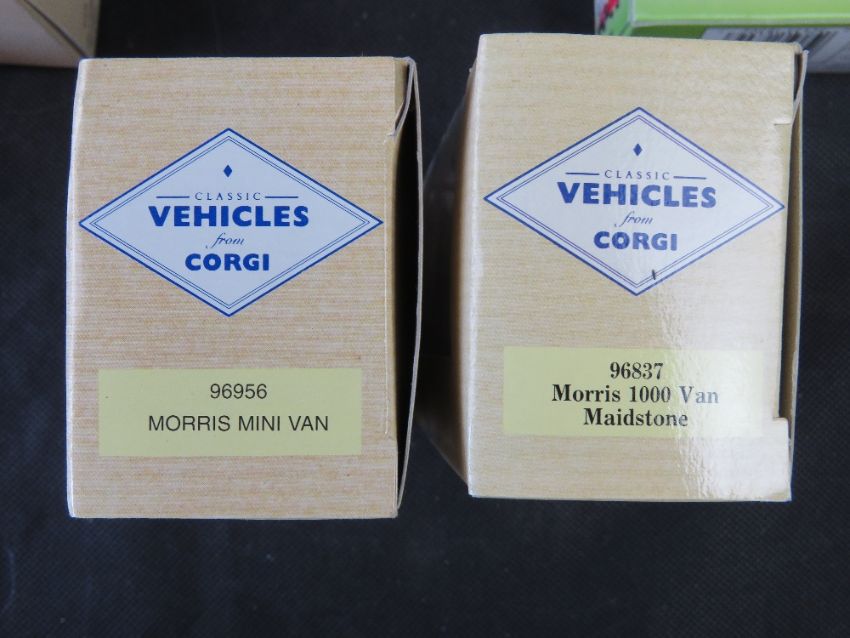 CLASSIC
VEHICLES
from
CORGI
96956
MORRIS MINI VAN
CLASSIC
VEHICLES
from
CORGI
96837
Morris 1000 Van
Maidstone